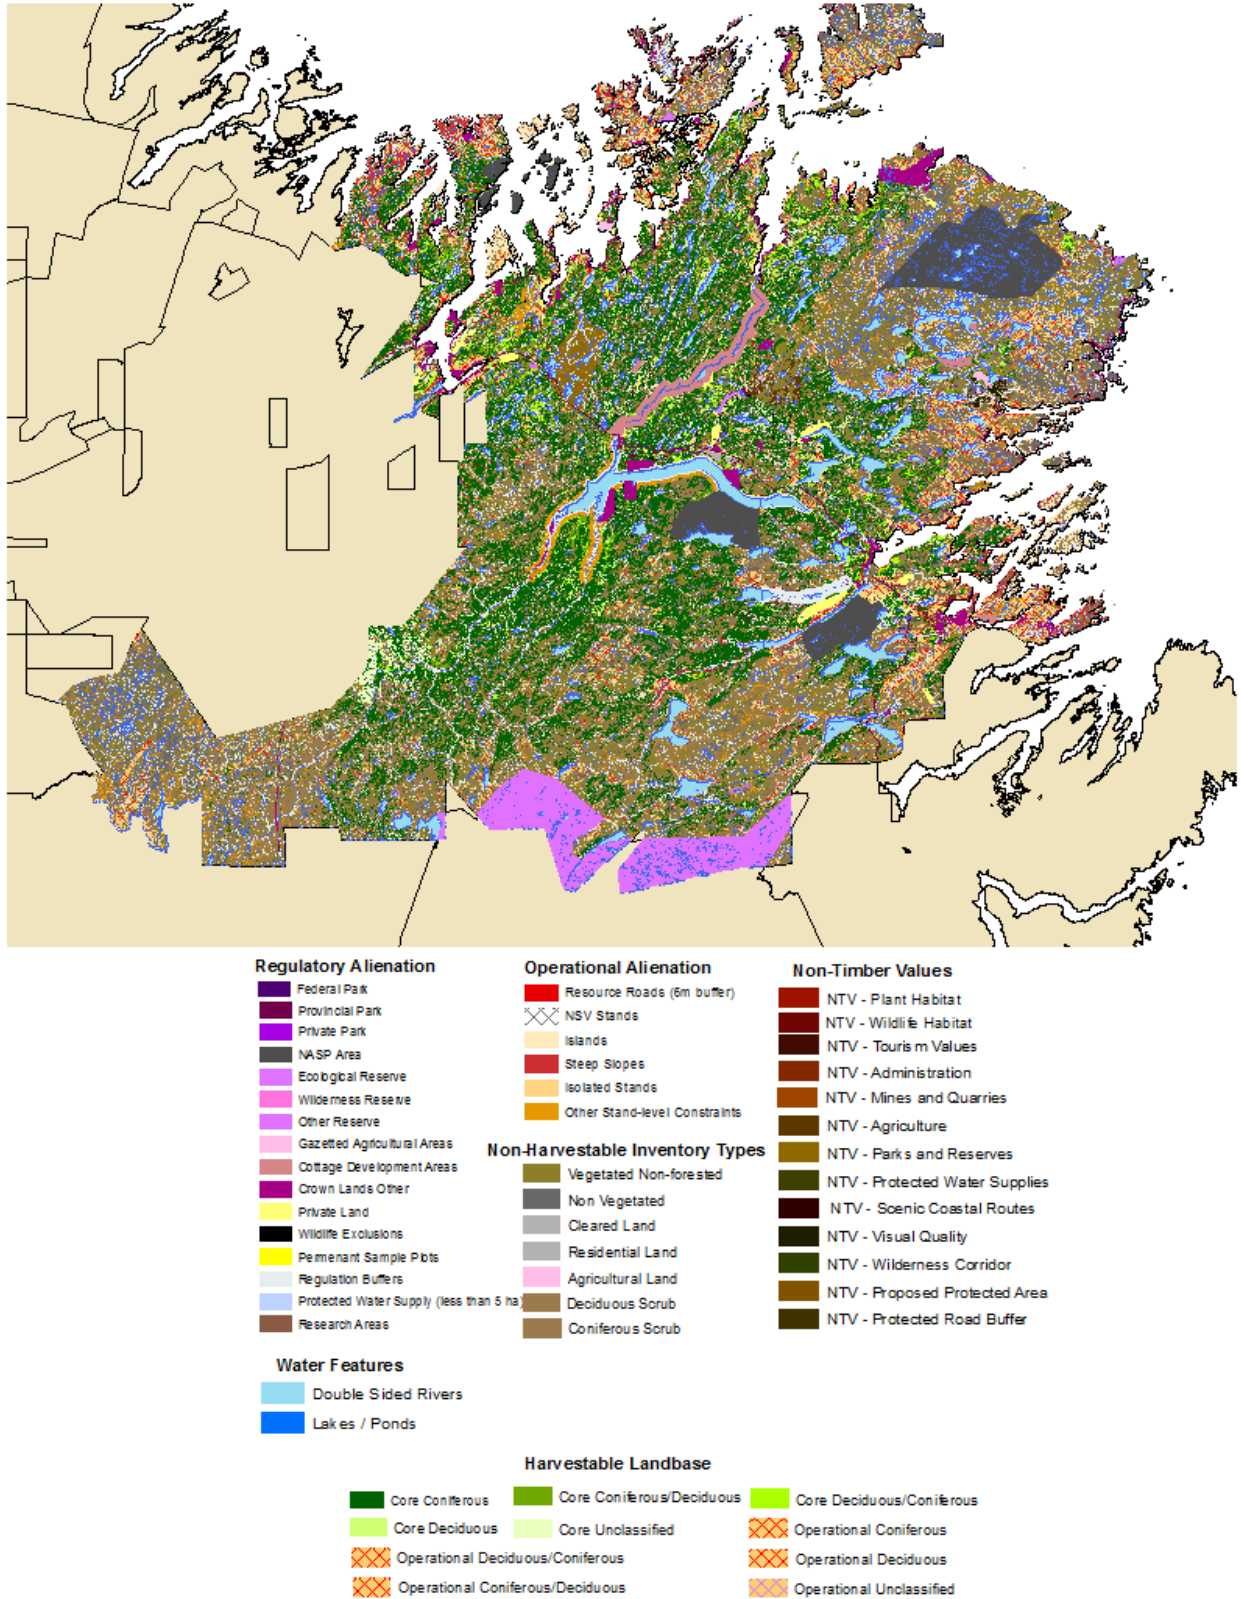 Regulatory Alienation
Federal Park
Provincial Park
Private Park
NASP Area
Ecological Reserve
Wilderness Reserve
Other Reserve
Gazetted Agricultural Areas
Cottage Development Areas
Crown Lands Other
Private Land
Wildlife Exclusions
Permenant Sample Plots
Regulation Buffers
Protected Water Supply (less than 5 ha)
Research Areas
Operational Alienation
Resource Roads (6m buffer)
NSV Stands
Islands
Steep Slopes
Isolated Stands
Other Stand-level Constraints
Non-Harvestable Inventory Types
Vegetated Non-forested
Non Vegetated
Cleared Land
Residential Land
Agricultural Land
Deciduous Scrub
Coniferous Scrub
Non-Timber Values
NTV - Plant Habitat
NTV - Wildlife Habitat
NTV - Tourism Values
NTV - Administration
NTV - Mines and Quarries
NTV - Agriculture
NTV - Parks and Reserves
NTV - Protected Water Supplies
NTV - Scenic Coastal Routes
NTV - Visual Quality
NTV - Wilderness Corridor
NTV - Proposed Protected Area
NTV - Protected Road Buffer
Water Features
Double Sided Rivers
Lakes / Ponds
Harvestable Landbase
Core Coniferous
Core Coniferous/Deciduous
Core Deciduous/Coniferous
Core Deciduous
Core Unclassified
Operational Coniferous
Operational Deciduous/Coniferous
Operational Deciduous
Operational Coniferous/Deciduous
Operational Unclassified